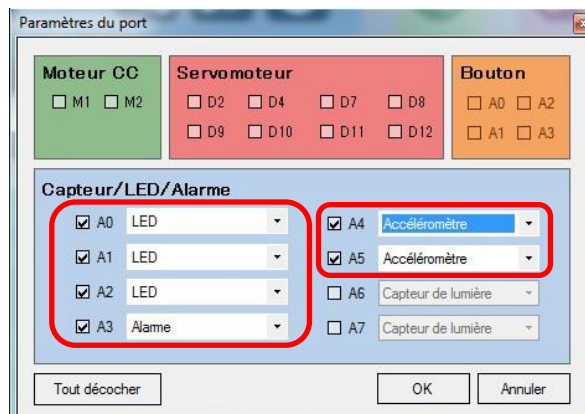 Paramètres du port
Moteur CC
M1 M2
Servomoteur
D2 D4 D7 D8
D9 D10 D11 D12
Bouton
A0 A2
A1 A3
Capteur/LED/Alarme
A0 LED
A1 LED
A2 LED
A3 Alarme
A4 Accéléromètre
A5 Accéléromètre
A6 Capteur de lumière
A7 Capteur de lumière
Tout décocher
OK
Annuler